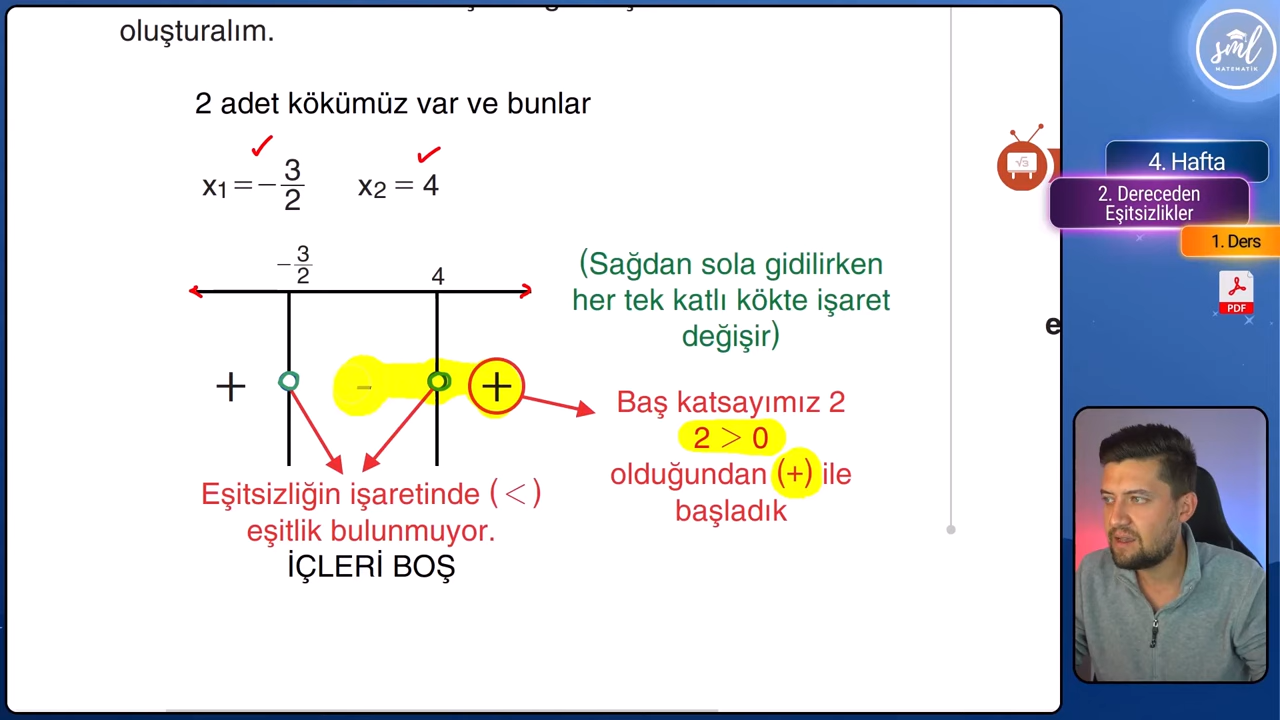 oluşturalım.
2 adet kökümüz var ve bunlar
x1 = -3/2 x2 = 4
-3/2 4
+ - +
(Sağdan sola gidilirken
her tek katlı kökte işaret
değişir)
Baş katsayımız 2
2 > 0
olduğundan (+) ile
başladık
Eşitsizliğin işaretinde (<)
eşitlik bulunmuyor.
İÇLERİ BOŞ
sml
MATEMATİK
√3
4. Hafta
2. Dereceden
Eşitsizlikler
1. Ders
PDF
e